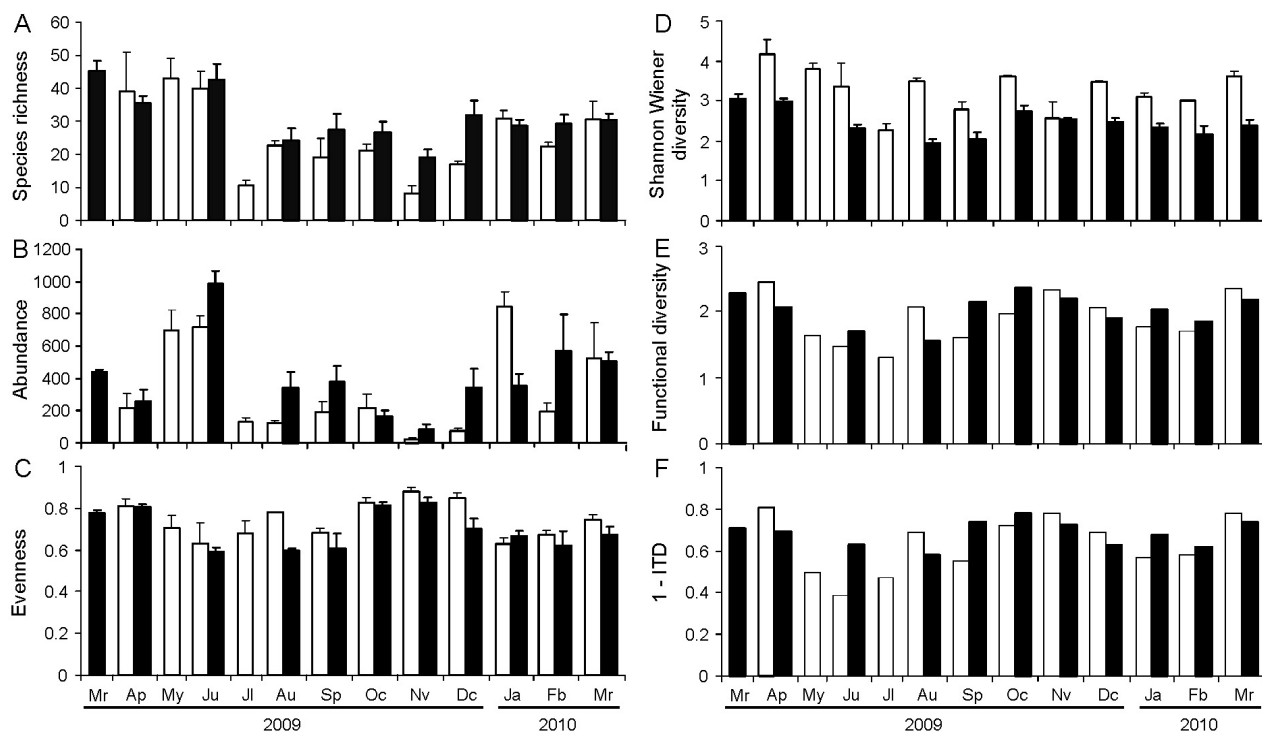 A
Species richness
60
50
40
30
20
10
0
B
Abundance
1200
1000
800
600
400
200
0
C
Evenness
1
0.8
0.6
0.4
0.2
0
Mr Ap My Ju Jl Au Sp Oc Nv Dc Ja Fb Mr
2009 2010
D
Shannon Wiener
diversity
5
4
3
2
1
0
E
Functional diversity
3
2
1
0
F
1 - ITD
1
0.8
0.6
0.4
0.2
0
Mr Ap My Ju Jl Au Sp Oc Nv Dc Ja Fb Mr
2009 2010